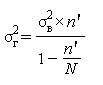 σ²г = σ²в × n' / (1 − n'/N)